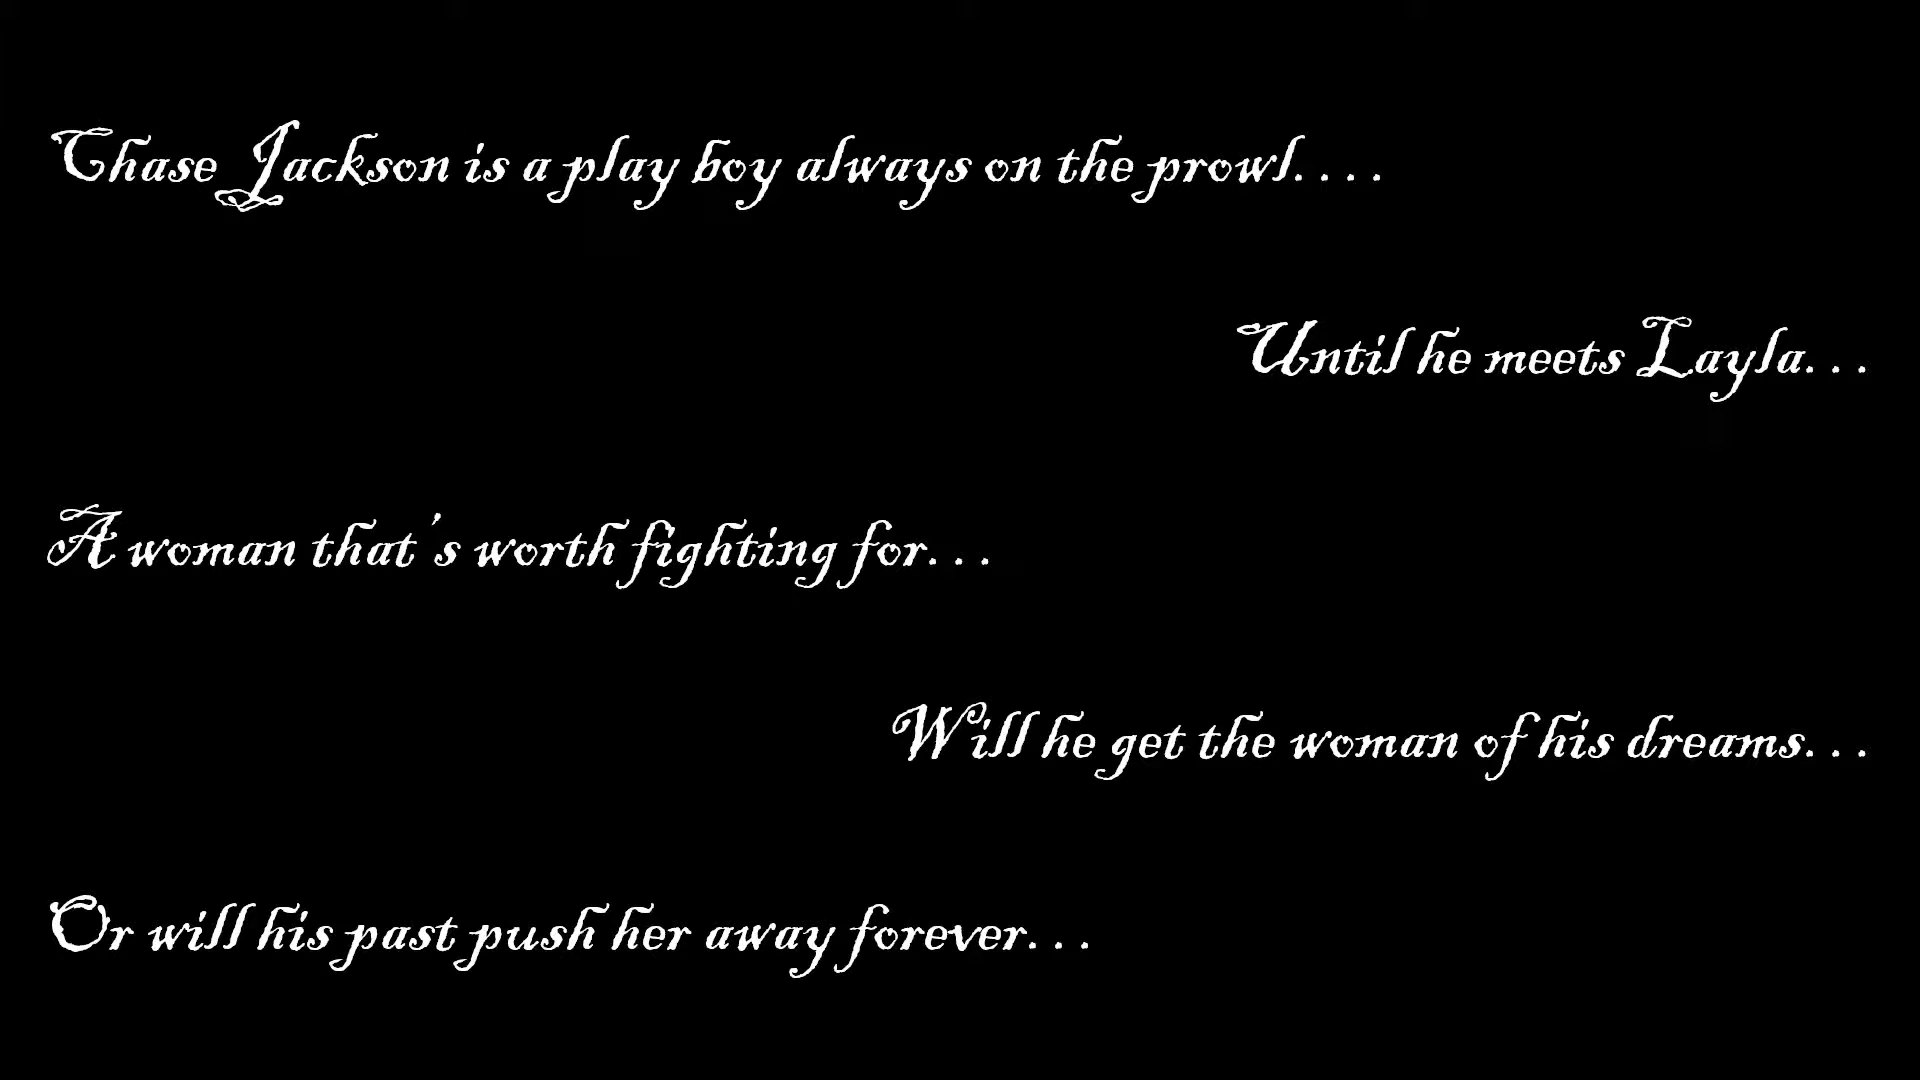 Chase Jackson is a play boy always on the prowl....
Until he meets Layla...
A woman that's worth fighting for...
Will he get the woman of his dreams...
Or will his past push her away forever...